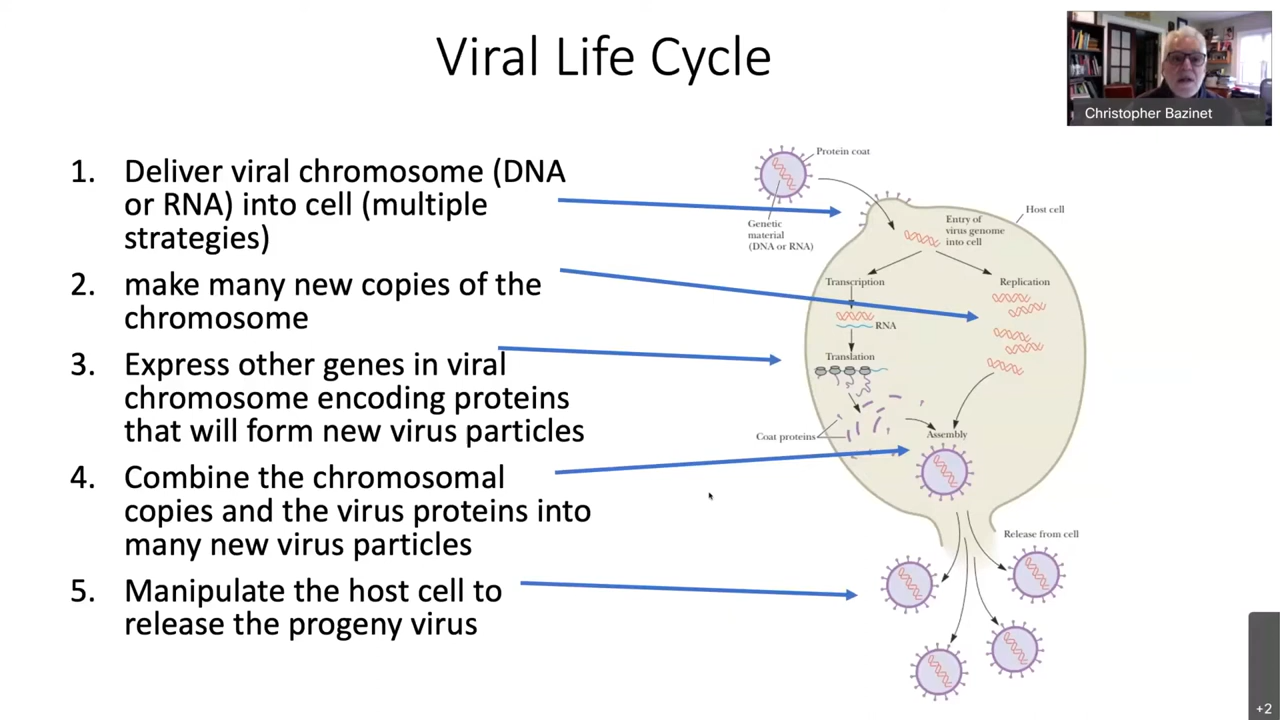 Viral Life Cycle
Christopher Bazinet
1. Deliver viral chromosome (DNA
or RNA) into cell (multiple
strategies)
2. make many new copies of the
chromosome
3. Express other genes in viral
chromosome encoding proteins
that will form new virus particles
4. Combine the chromosomal
copies and the virus proteins into
many new virus particles
5. Manipulate the host cell to
release the progeny virus
Protein coat
Genetic
material
(DNA or RNA)
Host cell
Entry of
virus genome
into cell
Transcription
Replication
RNA
Translation
Coat proteins
Assembly
Release from cell
+2